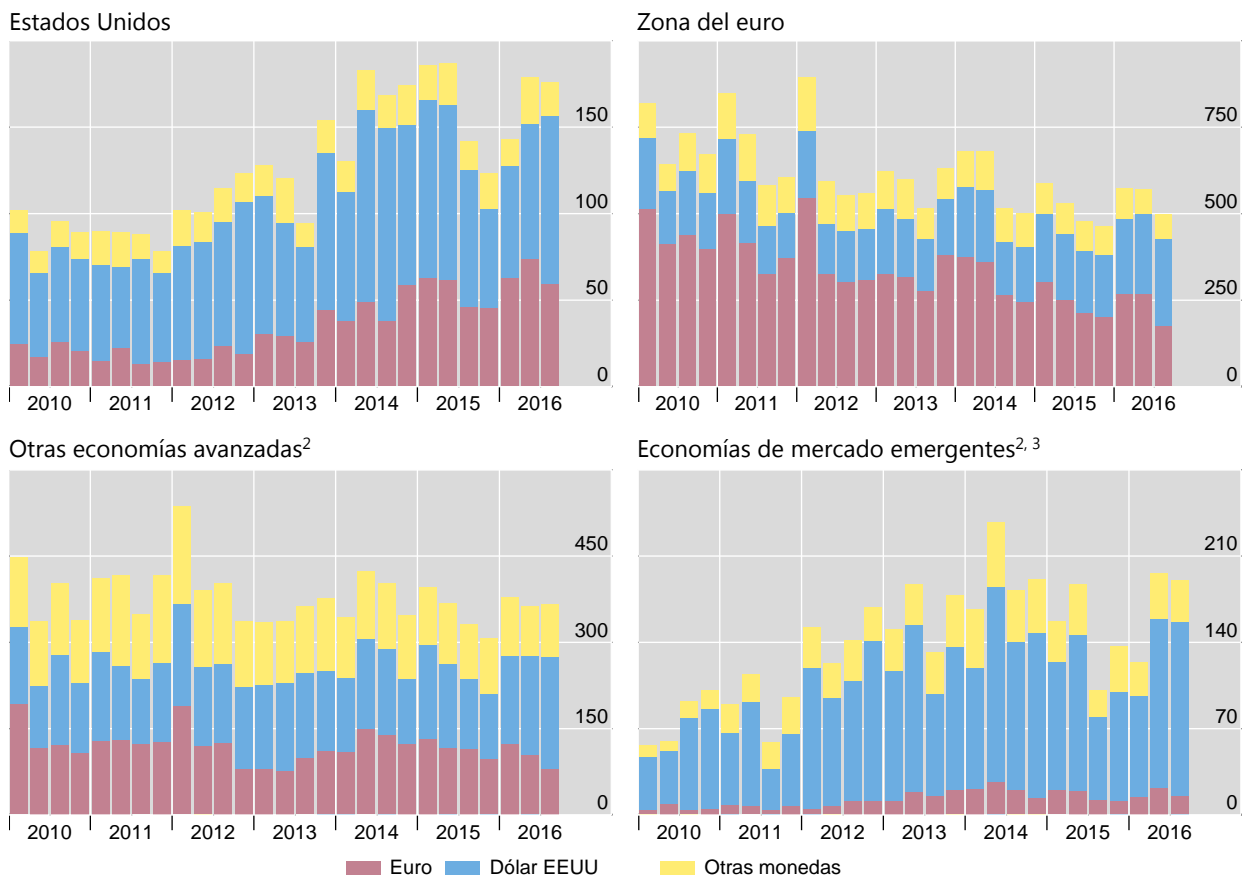 Estados Unidos
150
100
50
0
2010 2011 2012 2013 2014 2015 2016
Zona del euro
750
500
250
0
2010 2011 2012 2013 2014 2015 2016
Otras economías avanzadas2
450
300
150
0
2010 2011 2012 2013 2014 2015 2016
Economías de mercado emergentes2, 3
210
140
70
0
2010 2011 2012 2013 2014 2015 2016
Euro Dólar EEUU Otras monedas